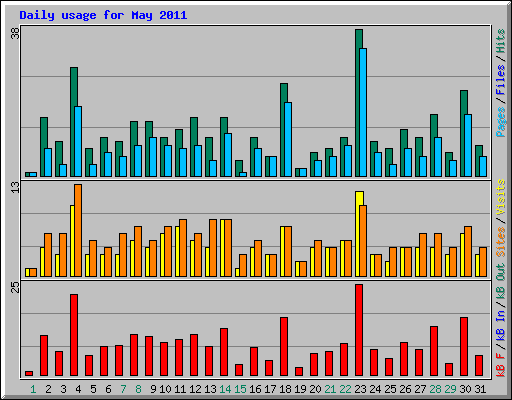 Daily usage for May 2011
38
Pages / Files / Hits
13
Sites / Visits
25
kB F / kB In / kB Out
1 2 3 4 5 6 7 8 9 10 11 12 13 14 15 16 17 18 19 20 21 22 23 24 25 26 27 28 29 30 31